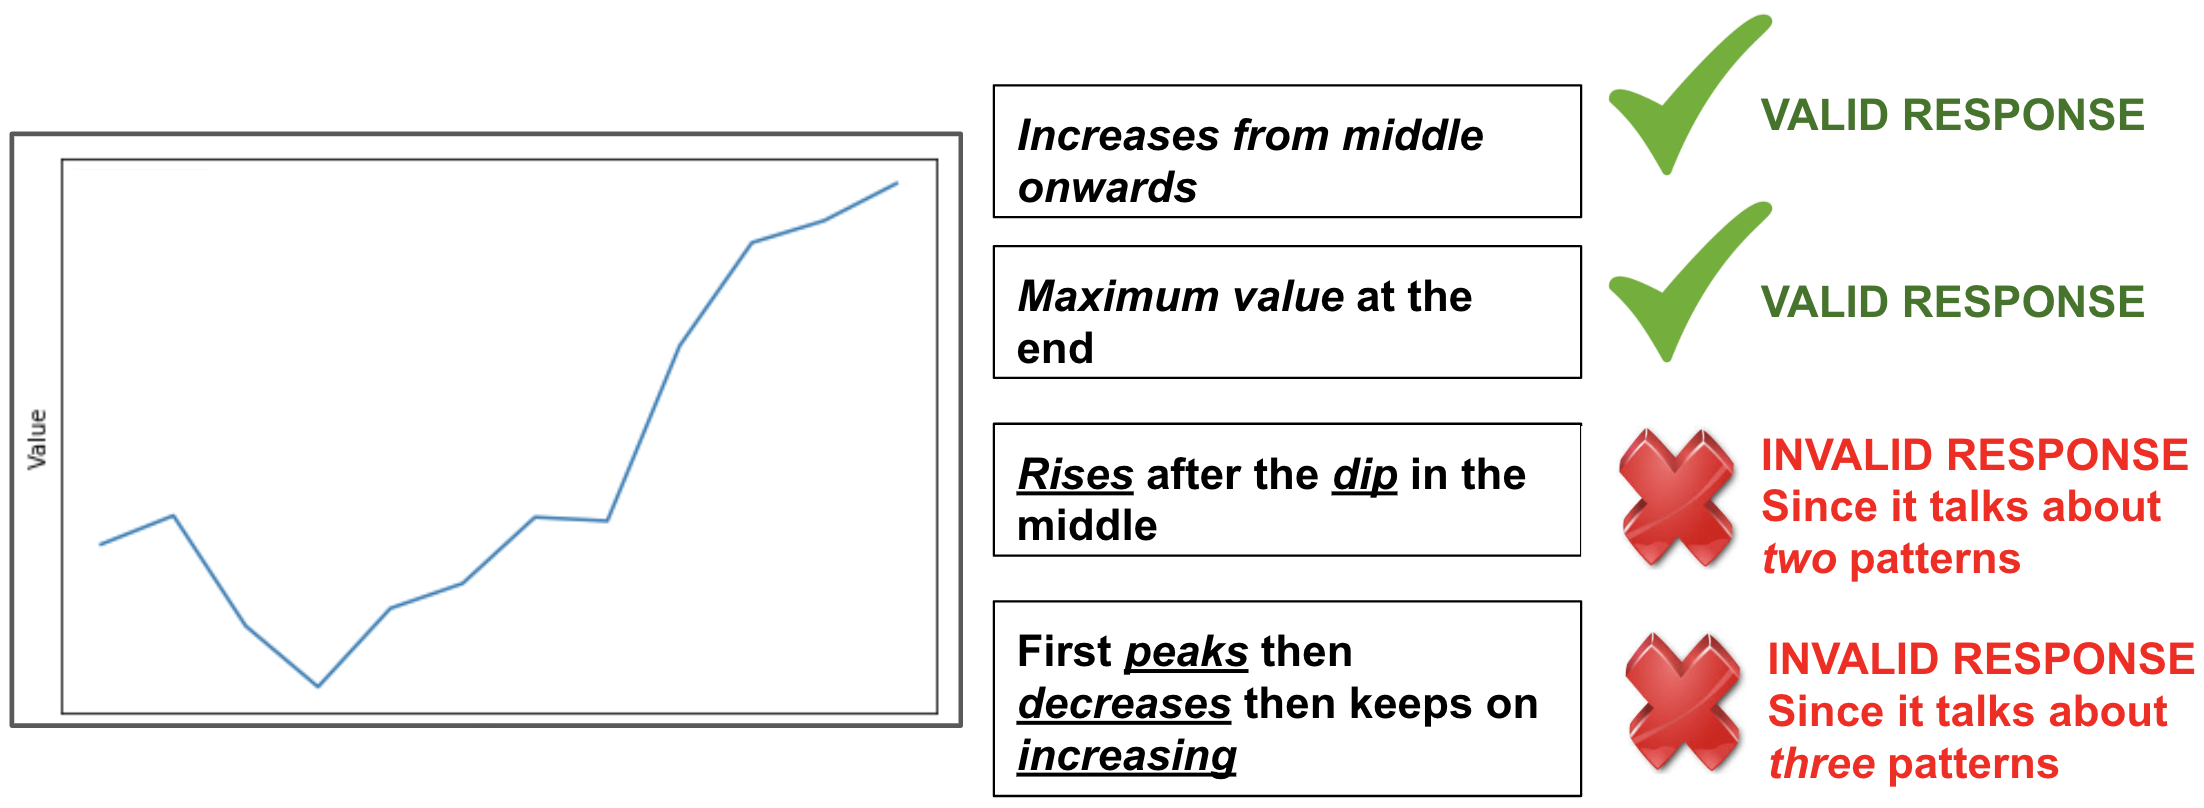 Value
Increases from middle
onwards
VALID RESPONSE
Maximum value at the
end
VALID RESPONSE
Rises after the dip in the
middle
INVALID RESPONSE
Since it talks about
two patterns
First peaks then
decreases then keeps on
increasing
INVALID RESPONSE
Since it talks about
three patterns